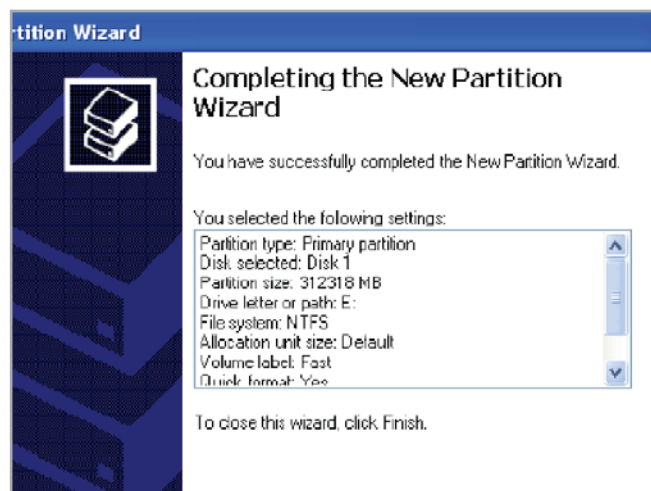 tition Wizard
Completing the New Partition
Wizard
You have successfully completed the New Partition Wizard.
You selected the following settings:
Partition type: Primary partition
Disk selected: Disk 1
Partition size: 312318 MB
Drive letter or path: E:
File system: NTFS
Allocation unit size: Default
Volume label: Fast
Quick format: Yes
To close this wizard, click Finish.